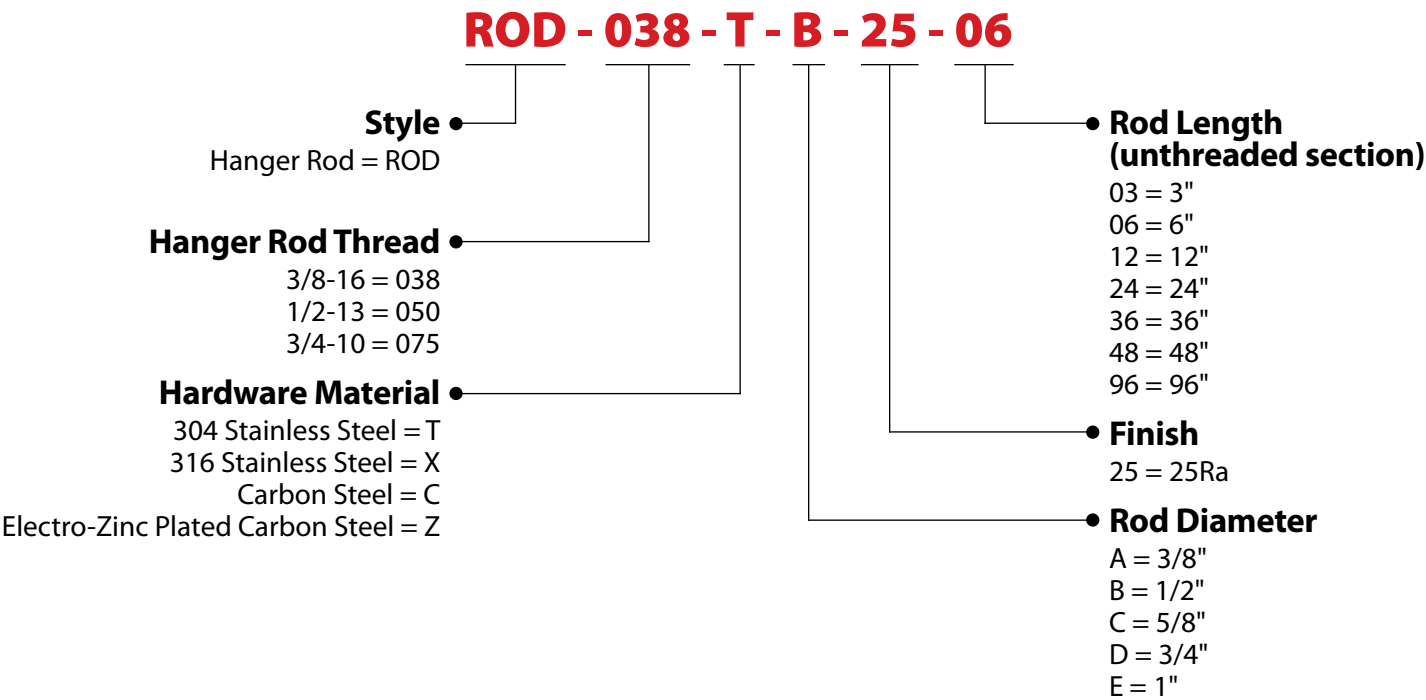 ROD - 038 - T - B - 25 - 06
Style
Hanger Rod = ROD
Hanger Rod Thread
3/8-16 = 038
1/2-13 = 050
3/4-10 = 075
Hardware Material
304 Stainless Steel = T
316 Stainless Steel = X
Carbon Steel = C
Electro-Zinc Plated Carbon Steel = Z
Rod Length
(unthreaded section)
03 = 3"
06 = 6"
12 = 12"
24 = 24"
36 = 36"
48 = 48"
96 = 96"
Finish
25 = 25Ra
Rod Diameter
A = 3/8"
B = 1/2"
C = 5/8"
D = 3/4"
E = 1"